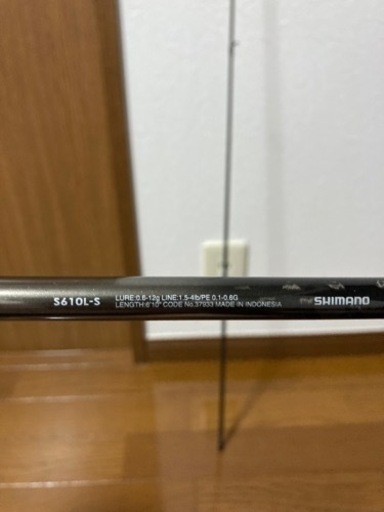 S610L-S
LURE:0.6-12g LINE:1.5-4lb/PE 0.1-0.6G
LENGTH:6'10" CODE No.37933 MADE IN INDONESIA
SHIMANO